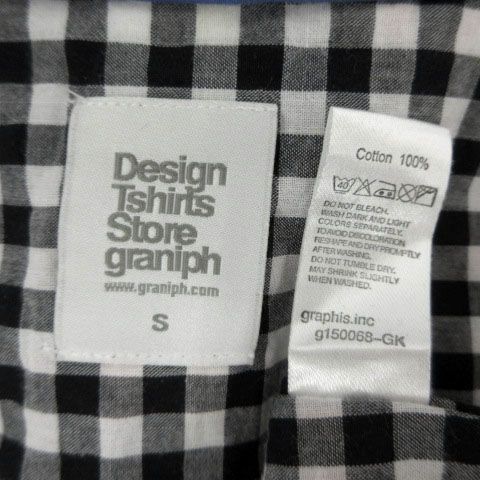 Design
Tshirts
Store
graniph
www.graniph.com
S
Cotton 100%
40
DO NOT BLEACH.
WASH DARK AND LIGHT
COLORS SEPARATELY.
TO AVOID DISCOLORATION
RESHAPE AND DRY PROMPTLY
AFTER WASHING.
DO NOT TUMBLE DRY.
MAY SHRINK SLIGHTLY
WHEN WASHED.
graphis.inc
g150068-GK